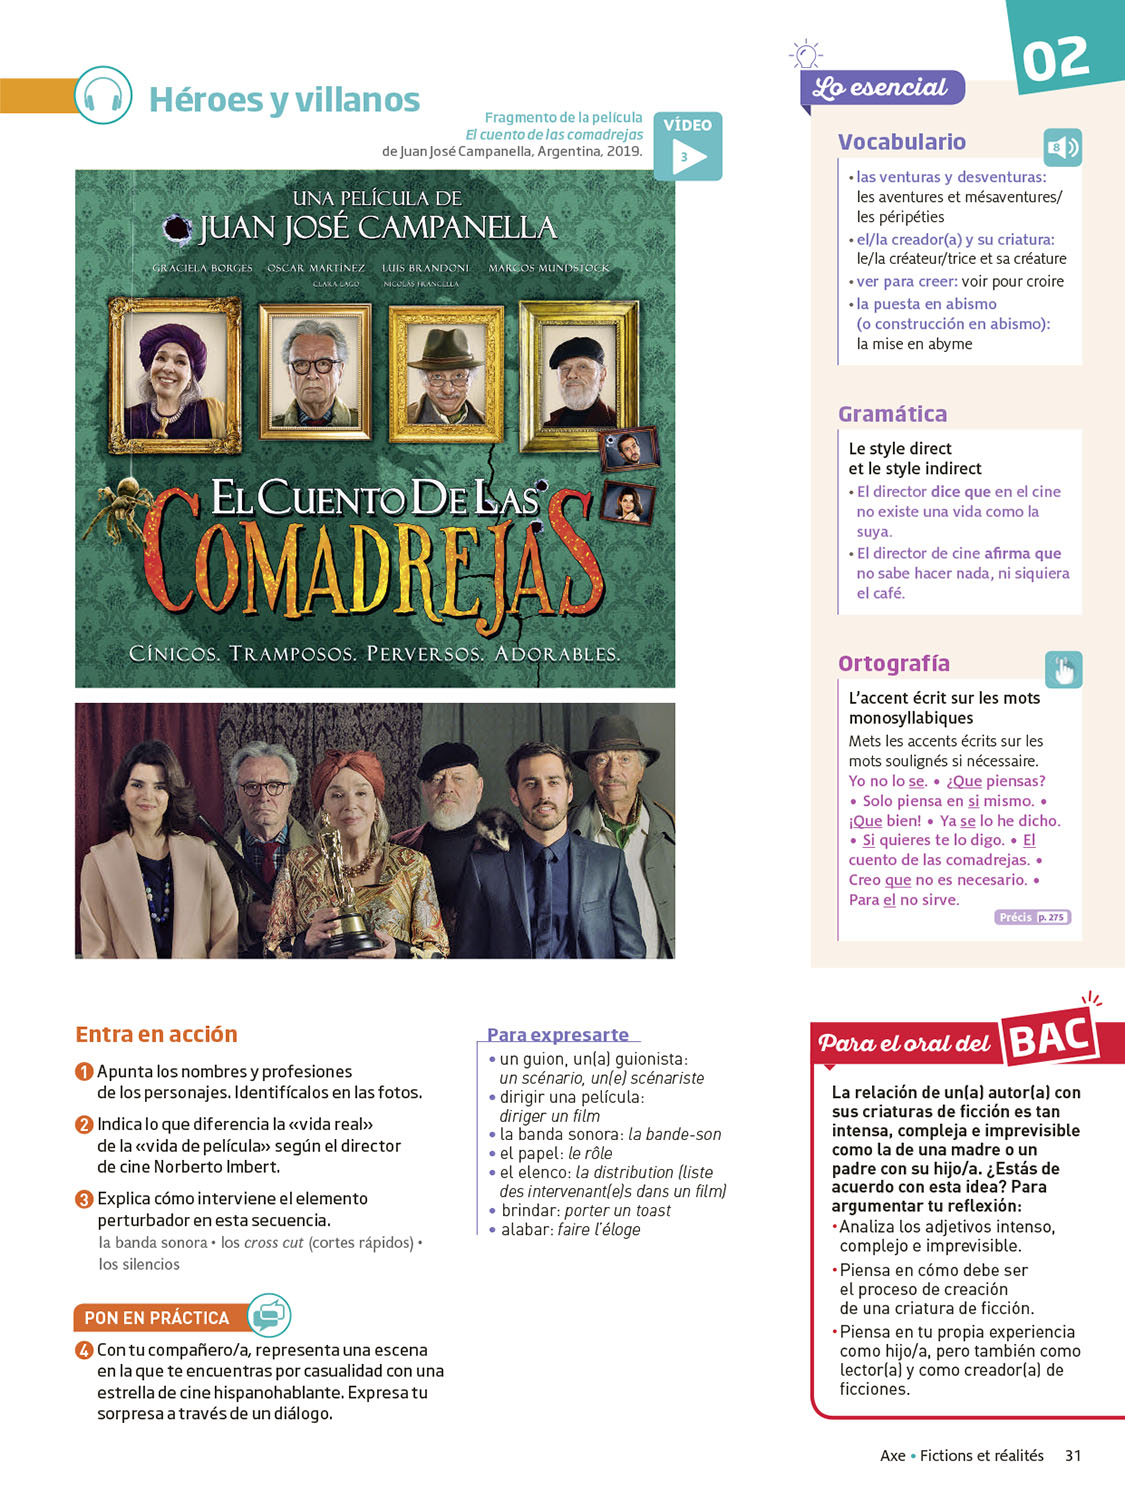 02
Héroes y villanos
Fragmento de la película
El cuento de las comadrejas
de Juan José Campanella, Argentina, 2019.
VÍDEO
3
UNA PELÍCULA DE
JUAN JOSÉ CAMPANELLA
GRACIELA BORGES OSCAR MARTÍNEZ LUIS BRANDONI MARCOS MUNDSTOCK
CLARA LAGO NICOLÁS FRANCELLA
EL CUENTO DE LAS
COMADREJAS
CÍNICOS. TRAMPOSOS. PERVERSOS. ADORABLES.
Entra en acción
1 Apunta los nombres y profesiones
de los personajes. Identifícalos en las fotos.
2 Indica lo que diferencia la «vida real»
de la «vida de película» según el director
de cine Norberto Imbert.
3 Explica cómo interviene el elemento
perturbador en esta secuencia.
la banda sonora • los cross cut (cortes rápidos) •
los silencios
PON EN PRÁCTICA
4 Con tu compañero/a, representa una escena
en la que te encuentras por casualidad con una
estrella de cine hispanohablante. Expresa tu
sorpresa a través de un diálogo.
Para expresarte
• un guion, un(a) guionista:
un scénario, un(e) scénariste
• dirigir una película:
diriger un film
• la banda sonora: la bande-son
• el papel: le rôle
• el elenco: la distribution (liste
des intervenant(e)s dans un film)
• brindar: porter un toast
• alabar: faire l'éloge
Lo esencial
Vocabulario
8
• las venturas y desventuras:
les aventures et mésaventures/
les péripéties
• el/la creador(a) y su criatura:
le/la créateur/trice et sa créature
• ver para creer: voir pour croire
• la puesta en abismo
(o construcción en abismo):
la mise en abyme
Gramática
Le style direct
et le style indirect
• El director dice que en el cine
no existe una vida como la
suya.
• El director de cine afirma que
no sabe hacer nada, ni siquiera
el café.
Ortografía
L'accent écrit sur les mots
monosyllabiques
Mets les accents écrits sur les
mots soulignés si nécessaire.
Yo no lo se. • ¿Que piensas?
• Solo piensa en si mismo. •
¡Que bien! • Ya se lo he dicho.
• Si quieres te lo digo. • El
cuento de las comadrejas. •
Creo que no es necesario. •
Para el no sirve.
Précis p. 275
Para el oral del BAC
La relación de un(a) autor(a) con
sus criaturas de ficción es tan
intensa, compleja e imprevisible
como la de una madre o un
padre con su hijo/a. ¿Estás de
acuerdo con esta idea? Para
argumentar tu reflexión:
• Analiza los adjetivos intenso,
complejo e imprevisible.
• Piensa en cómo debe ser
el proceso de creación
de una criatura de ficción.
• Piensa en tu propia experiencia
como hijo/a, pero también como
lector(a) y como creador(a) de
ficciones.
Axe • Fictions et réalités 31